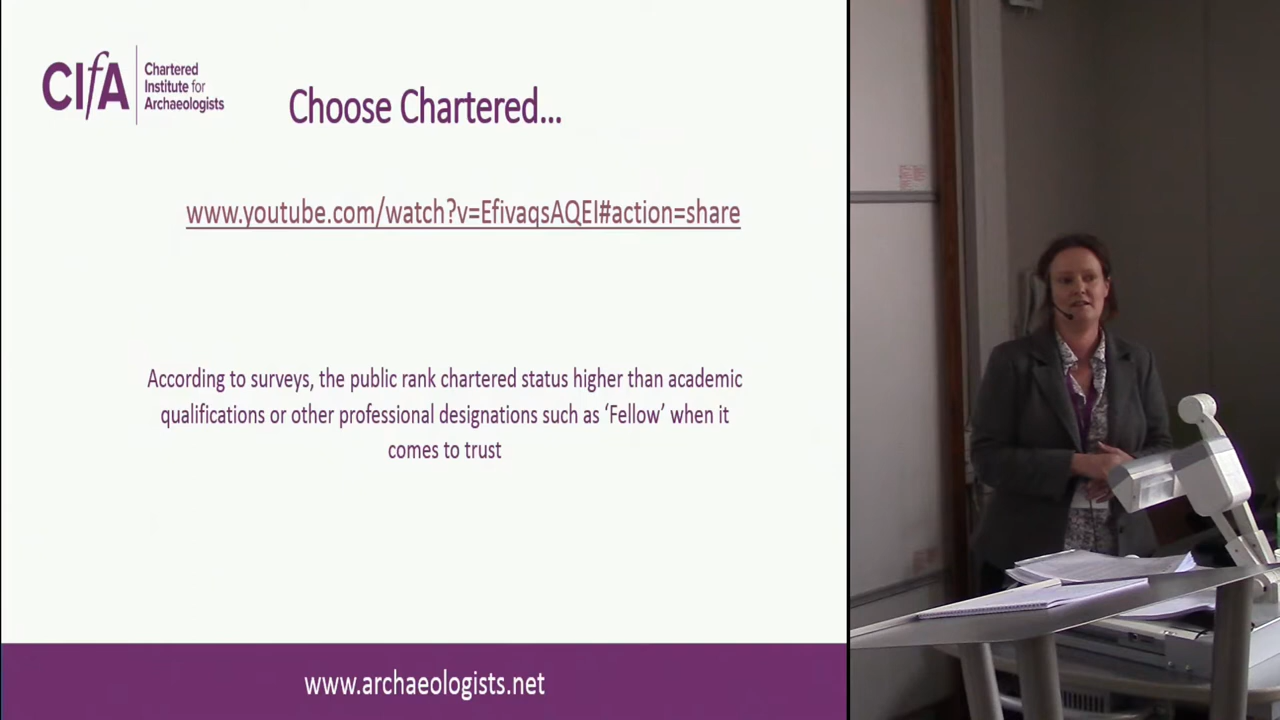 CIfA
Chartered
Institute for
Archaeologists
Choose Chartered...
www.youtube.com/watch?v=EfivaqsAQEI#action=share
According to surveys, the public rank chartered status higher than academic
qualifications or other professional designations such as ‘Fellow’ when it
comes to trust
www.archaeologists.net